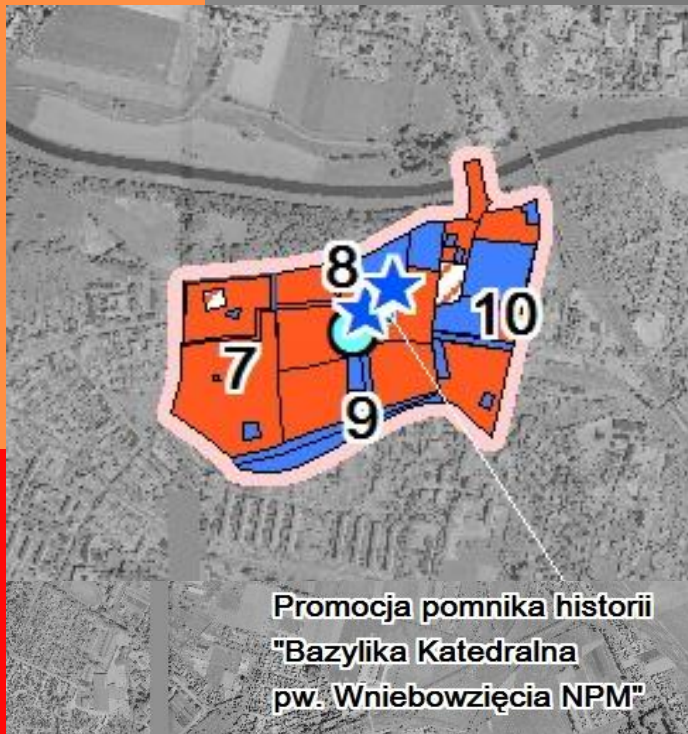 8
10
7
9
Promocja pomnika historii
"Bazylika Katedralna
pw. Wniebowzięcia NPM"